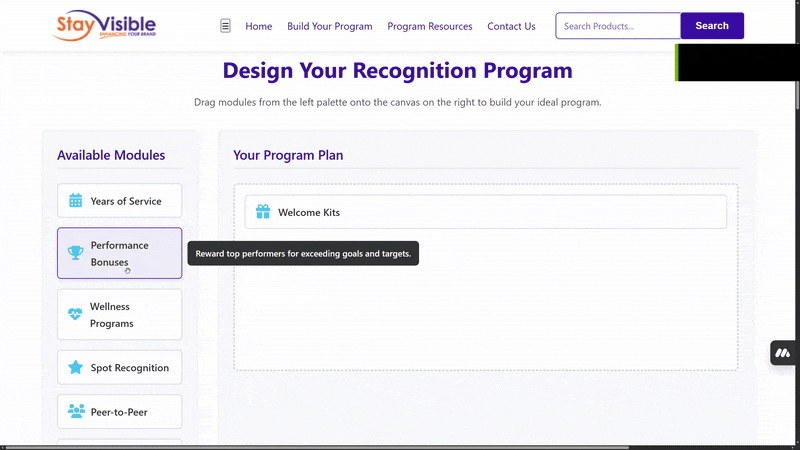 StayVisible
ENHANCING YOUR BRAND
Home
Build Your Program
Program Resources
Contact Us
Search Products...
Search
Design Your Recognition Program
Drag modules from the left palette onto the canvas on the right to build your ideal program.
Available Modules
Your Program Plan
Years of Service
Welcome Kits
Performance
Bonuses
Reward top performers for exceeding goals and targets.
Wellness
Programs
Spot Recognition
Peer-to-Peer